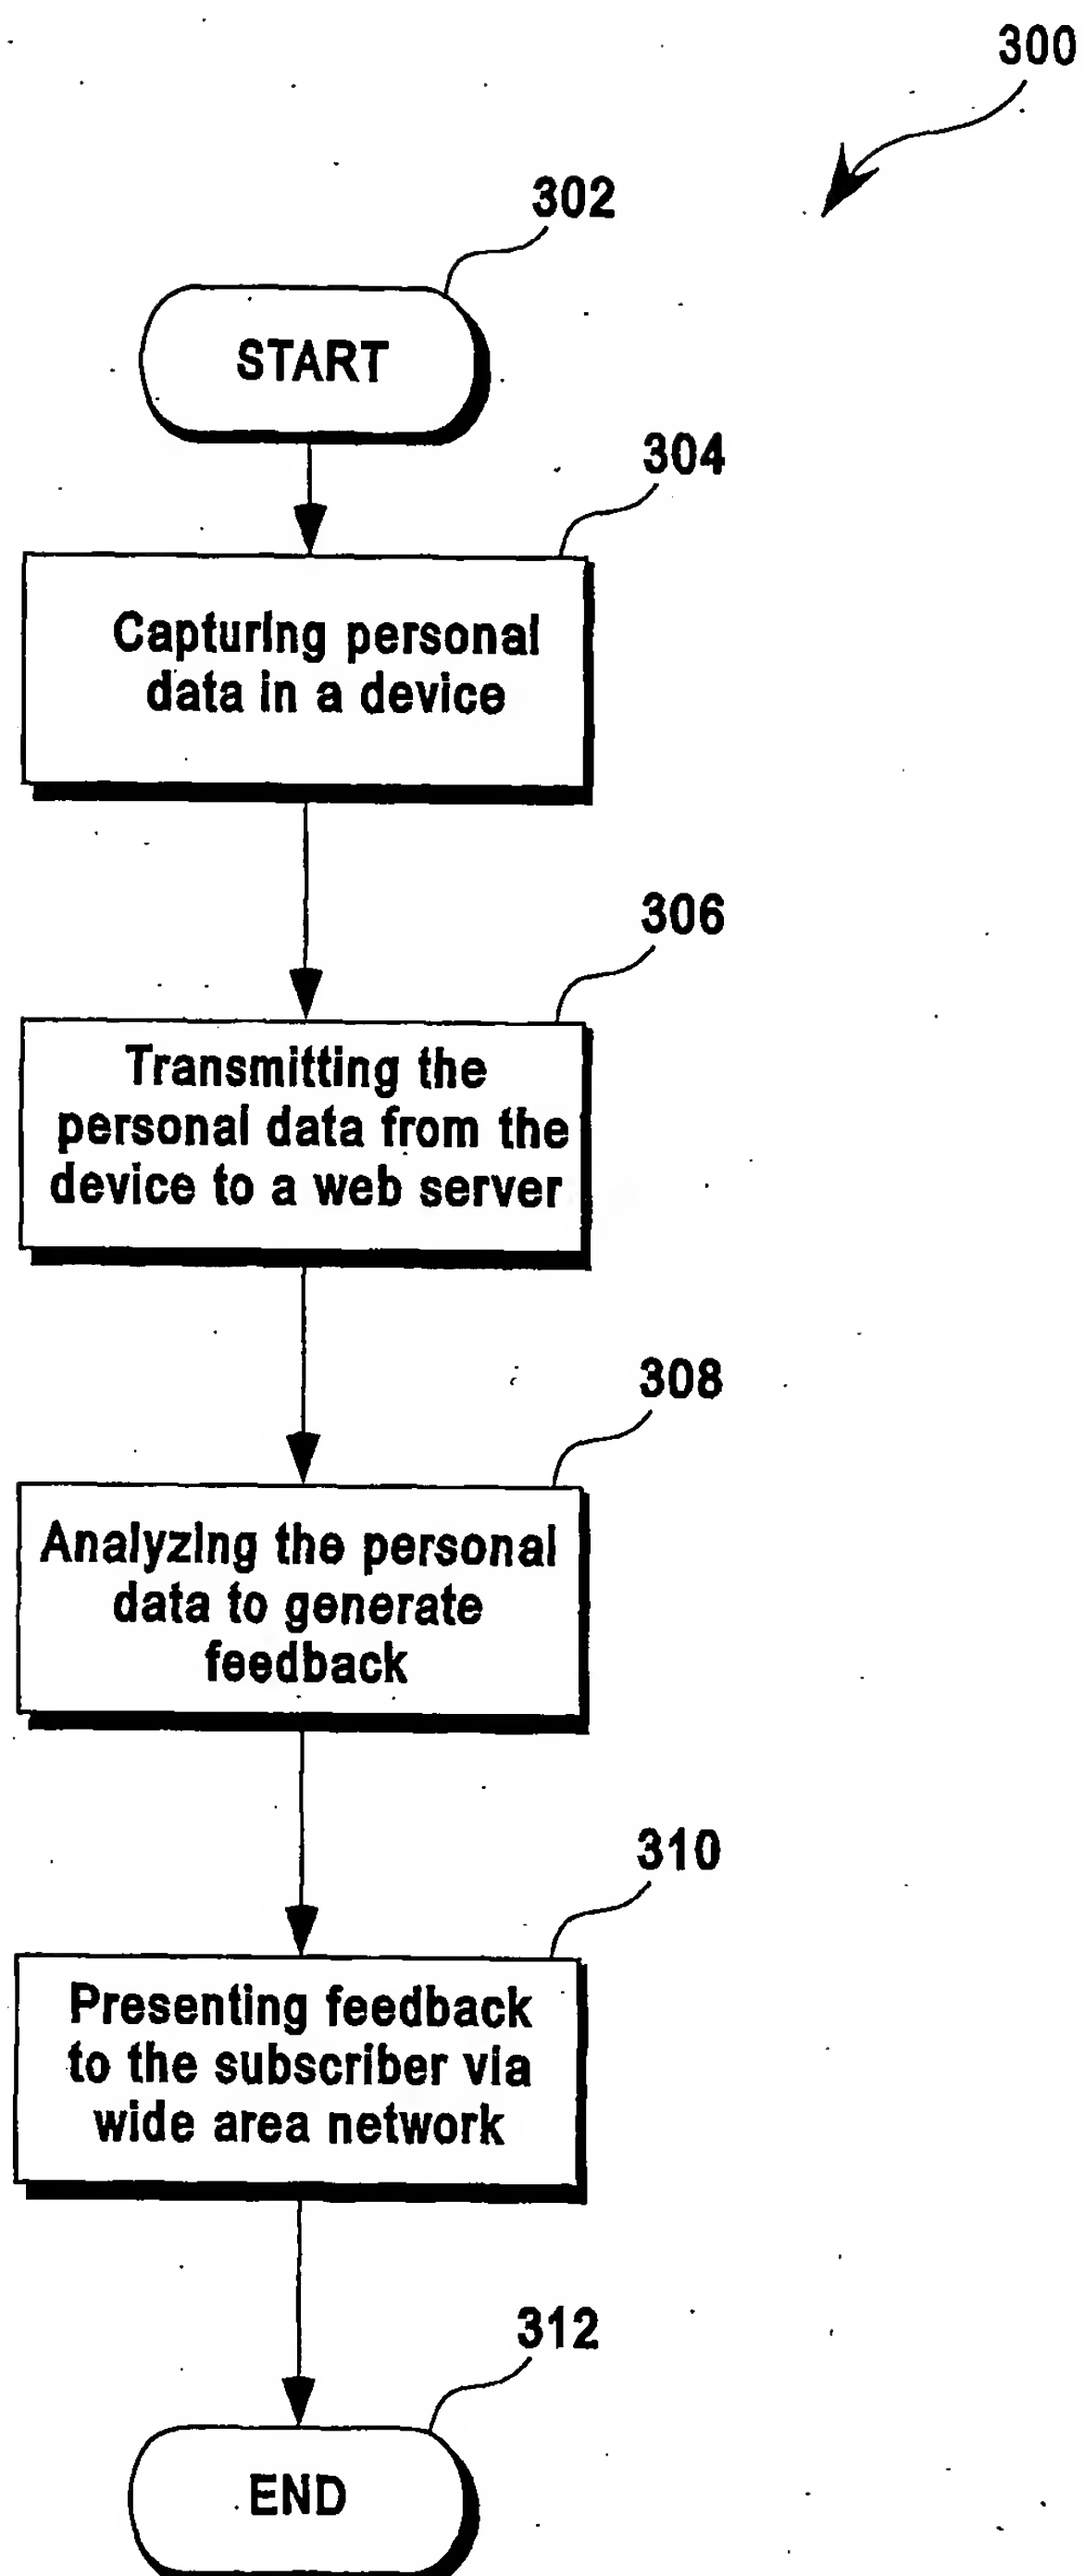 300
302
START
304
Capturing personal
data in a device
306
Transmitting the
personal data from the
device to a web server
308
Analyzing the personal
data to generate
feedback
310
Presenting feedback
to the subscriber via
wide area network
312
END